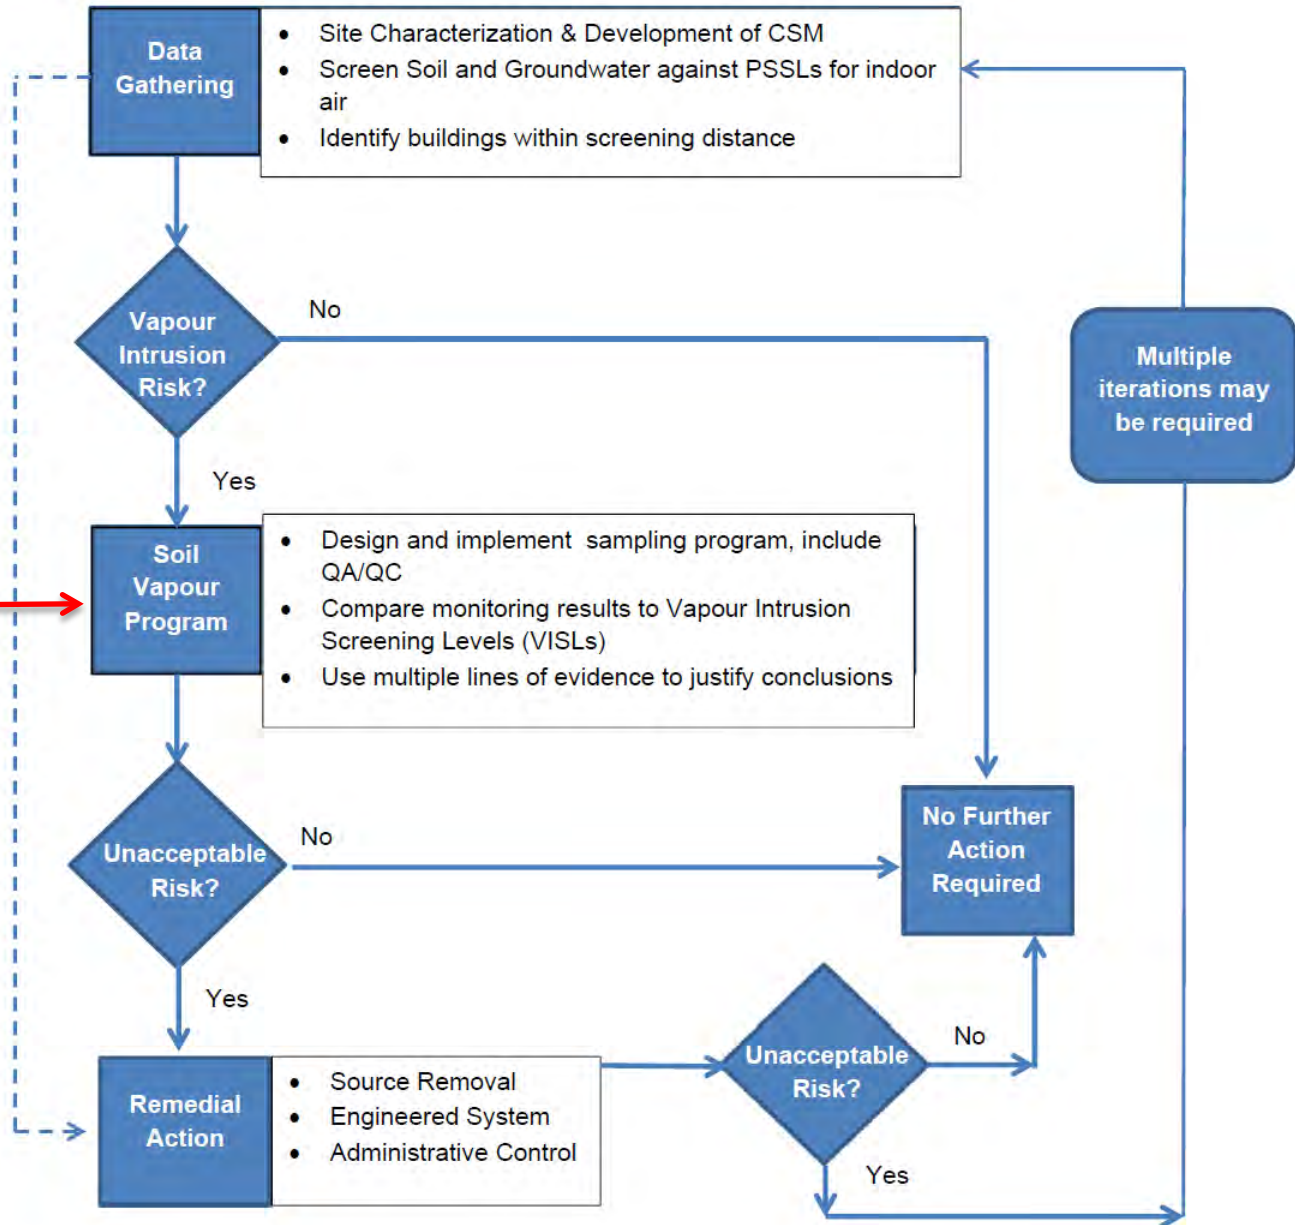 Data
Gathering
• Site Characterization & Development of CSM
• Screen Soil and Groundwater against PSSLs for indoor
air
• Identify buildings within screening distance
Vapour
Intrusion
Risk?
No
Multiple
iterations may
be required
Yes
Soil
Vapour
Program
• Design and implement sampling program, include
QA/QC
• Compare monitoring results to Vapour Intrusion
Screening Levels (VISLs)
• Use multiple lines of evidence to justify conclusions
Unacceptable
Risk?
No
No Further
Action
Required
Yes
Remedial
Action
• Source Removal
• Engineered System
• Administrative Control
Unacceptable
Risk?
No
Yes